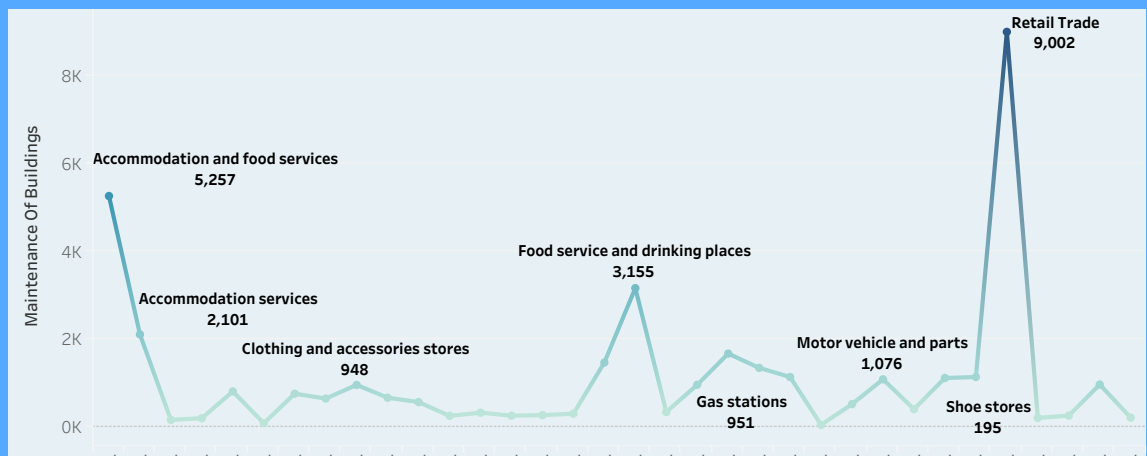 Retail Trade
9,002
8K
Accommodation and food services
5,257
6K
Maintenance Of Buildings
4K
Food service and drinking places
3,155
Accommodation services
2,101
2K
Clothing and accessories stores
948
Motor vehicle and parts
1,076
Gas stations
951
Shoe stores
195
0K